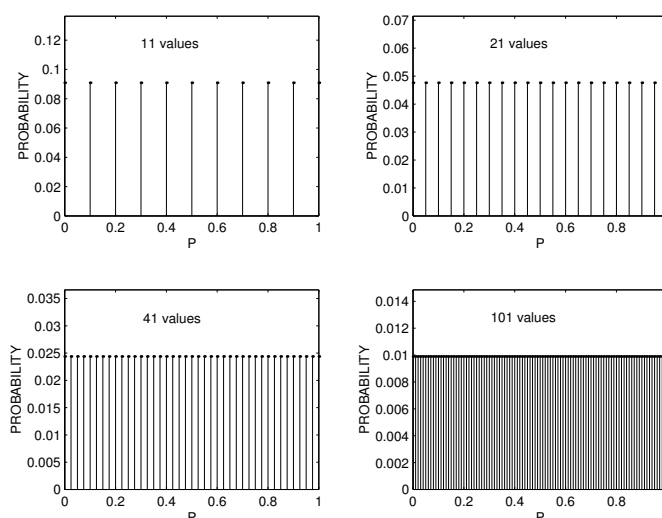 11 values
PROBABILITY
0.12
0.1
0.08
0.06
0.04
0.02
0
0 0.2 0.4 0.6 0.8 1
P
21 values
PROBABILITY
0.07
0.06
0.05
0.04
0.03
0.02
0.01
0
0 0.2 0.4 0.6 0.8
P
41 values
PROBABILITY
0.035
0.03
0.025
0.02
0.015
0.01
0.005
0
0 0.2 0.4 0.6 0.8 1
P
101 values
PROBABILITY
0.014
0.012
0.01
0.008
0.006
0.004
0.002
0
0 0.2 0.4 0.6 0.8
P